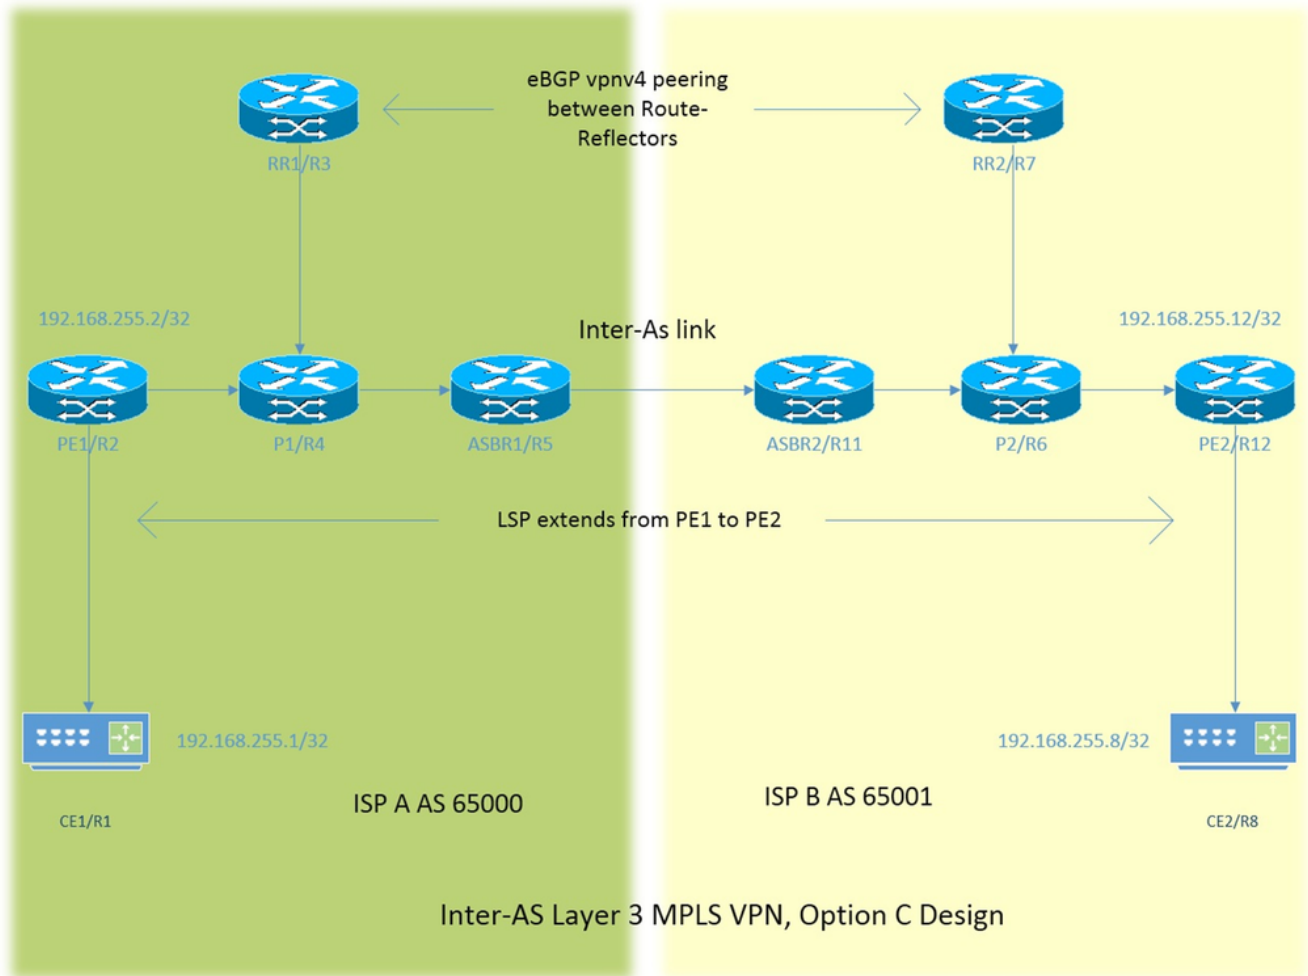 eBGP vpnv4 peering
between Route-
Reflectors
RR1/R3
RR2/R7
192.168.255.2/32
Inter-As link
192.168.255.12/32
PE1/R2
P1/R4
ASBR1/R5
ASBR2/R11
P2/R6
PE2/R12
LSP extends from PE1 to PE2
192.168.255.1/32
192.168.255.8/32
ISP A AS 65000
ISP B AS 65001
CE1/R1
CE2/R8
Inter-AS Layer 3 MPLS VPN, Option C Design